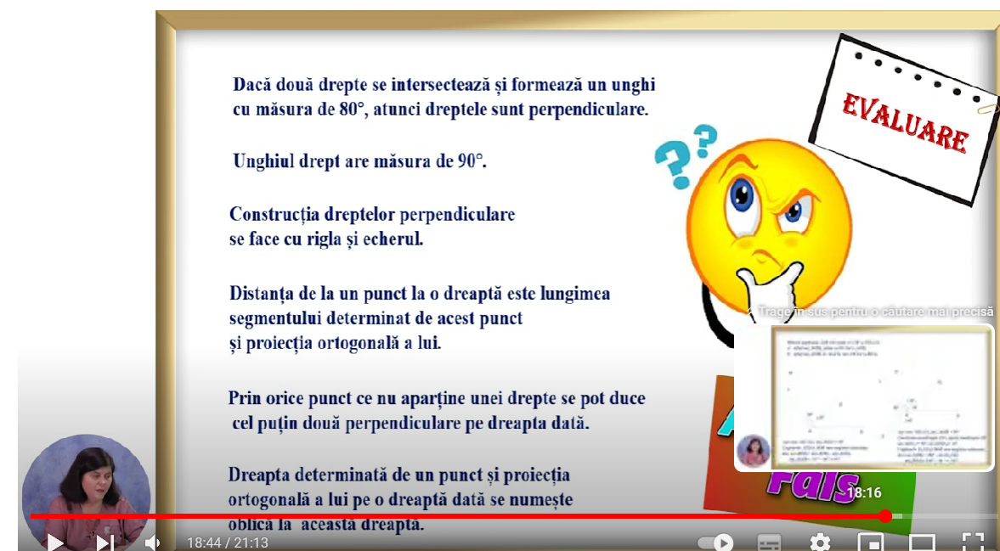 Dacă două drepte se intersectează și formează un unghi
cu măsura de 80°, atunci dreptele sunt perpendiculare.
EVALUARE
??
Unghiul drept are măsura de 90°.
Construcția dreptelor perpendiculare
se face cu rigla și echerul.
Distanța de la un punct la o dreaptă este lungimea
segmentului determinat de acest punct
și proiecția ortogonală a lui.
Trage în sus pentru o căutare mai precisă
Prin orice punct ce nu aparține unei drepte se pot duce
cel puțin două perpendiculare pe dreapta dată.
Dreapta determinată de un punct și proiecția
ortogonală a lui pe o dreaptă dată se numește
oblică la această dreaptă.
Fals
18:16
18:44 / 21:13